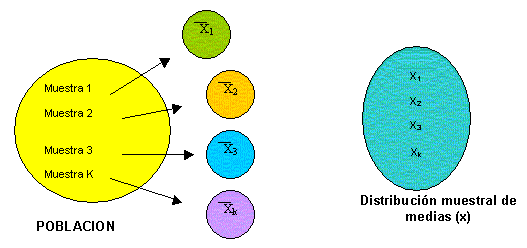 Muestra 1
Muestra 2
Muestra 3
Muestra K
POBLACION
X̅1
X̅2
X̅3
X̅k
X1
X2
X3
Xk
Distribución muestral de
medias (x)